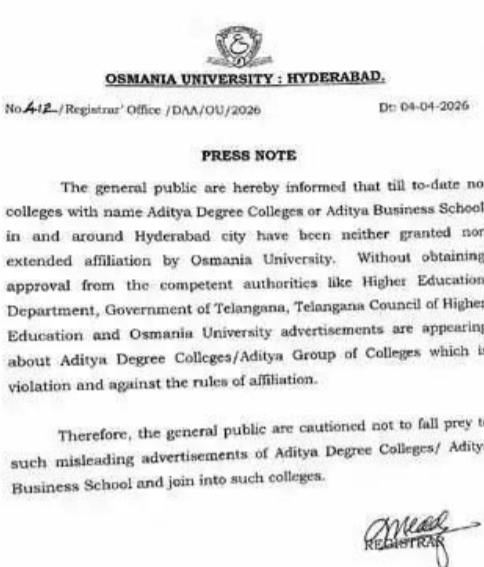 OSMANIA UNIVERSITY : HYDERABAD.
No.412/Registrar' Office /DAA/OU/2026 Dt: 04-04-2026
PRESS NOTE
The general public are hereby informed that till to-date no
colleges with name Aditya Degree Colleges or Aditya Business School
in and around Hyderabad city have been neither granted nor
extended affiliation by Osmania University. Without obtaining
approval from the competent authorities like Higher Education
Department, Government of Telangana, Telangana Council of Higher
Education and Osmania University advertisements are appearing
about Aditya Degree Colleges/Aditya Group of Colleges which i
violation and against the rules of affiliation.
Therefore, the general public are cautioned not to fall prey t
such misleading advertisements of Aditya Degree Colleges/ Aditya
Business School and join into such colleges.
REGISTRAR